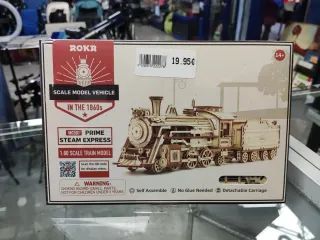 ROKR
19.95€
14+
SCALE MODEL VEHICLE
IN THE 1860s
PRIME
STEAM EXPRESS
1:80 SCALE TRAIN MODEL
WARNING:
Self Assemble
No Glue Needed
Detachable Carriage